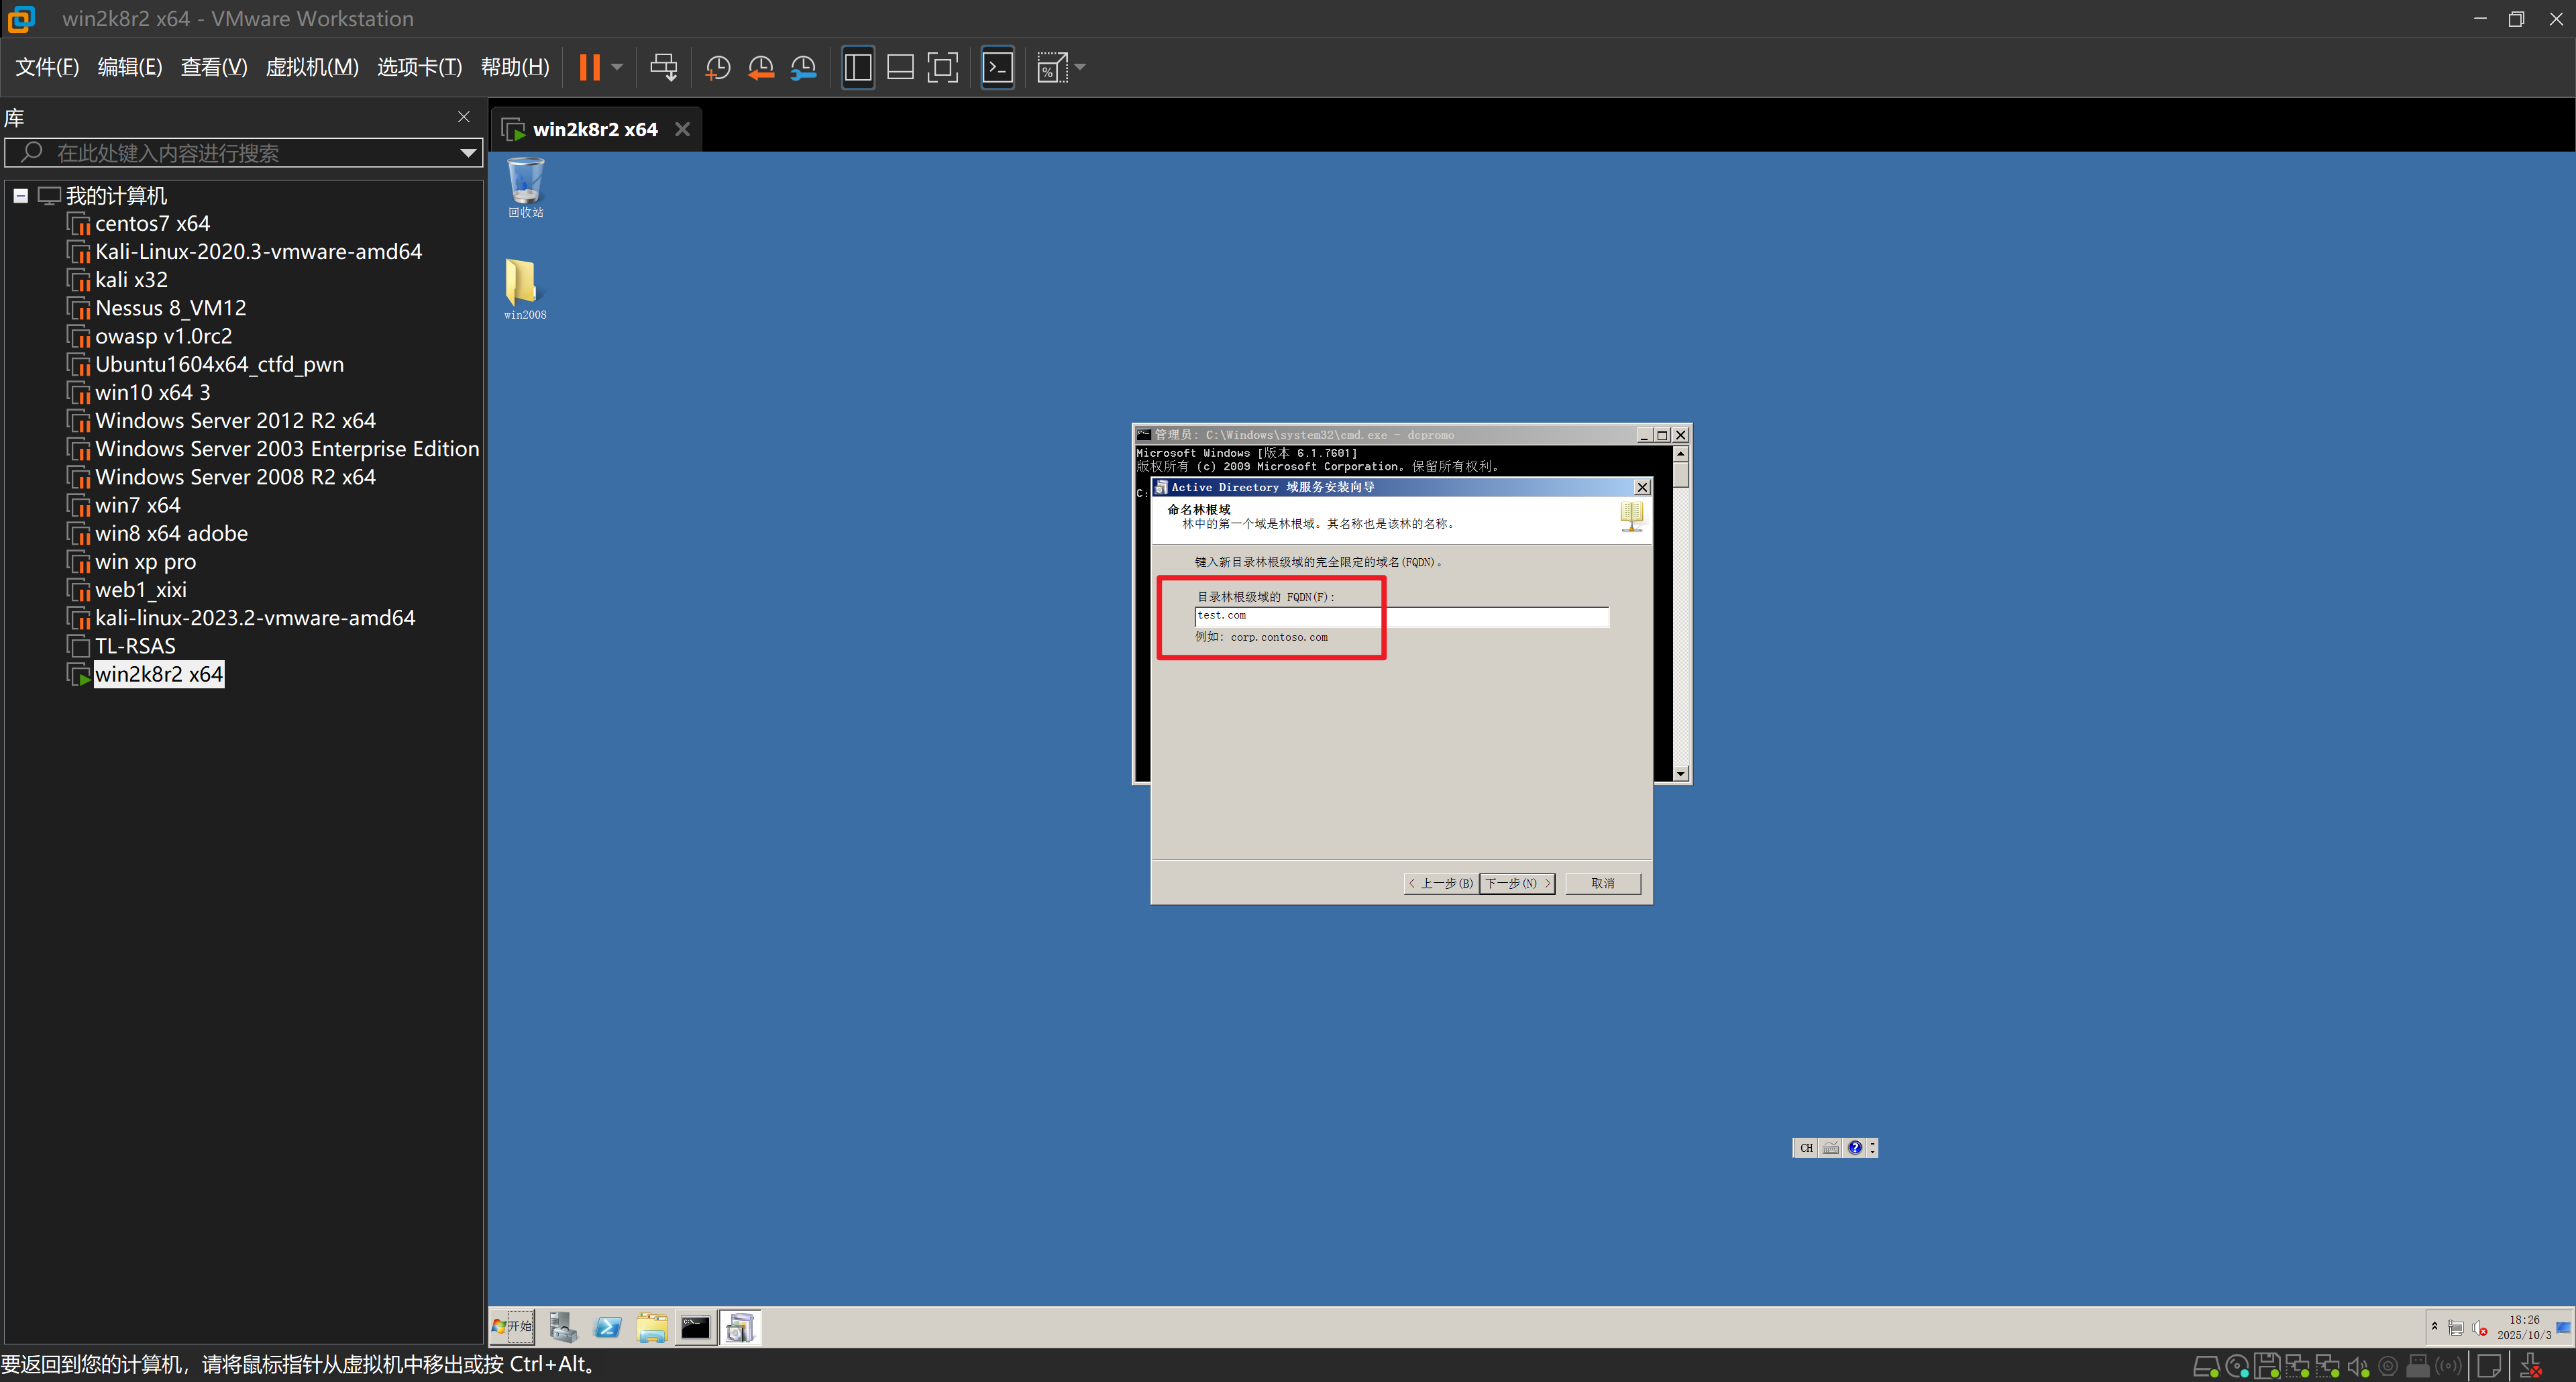 win2k8r2 x64 - VMware Workstation
文件(F) 编辑(E) 查看(V) 虚拟机(M) 选项卡(T) 帮助(H)
库
在此处键入内容进行搜索
我的计算机
centos7 x64
Kali-Linux-2020.3-vmware-amd64
kali x32
Nessus 8_VM12
owasp v1.0rc2
Ubuntu1604x64_ctfd_pwn
win10 x64 3
Windows Server 2012 R2 x64
Windows Server 2003 Enterprise Edition
Windows Server 2008 R2 x64
win7 x64
win8 x64 adobe
win xp pro
web1_xixi
kali-linux-2023.2-vmware-amd64
TL-RSAS
win2k8r2 x64
win2k8r2 x64
回收站
win2008
管理员: C:\Windows\system32\cmd.exe - dcpromo
Microsoft Windows [版本 6.1.7601]
版权所有 (c) 2009 Microsoft Corporation。保留所有权利。
C:
Active Directory 域服务安装向导
命名林根域
林中的第一个域是林根域。其名称也是该林的名称。
键入新目录林根级域的完全限定的域名(FQDN)。
目录林根级域的 FQDN(F):
test.com
例如: corp.contoso.com
< 上一步(B) 下一步(N) > 取消
CH
开始
18:26
2025/10/3
要返回到您的计算机，请将鼠标指针从虚拟机中移出或按 Ctrl+Alt。